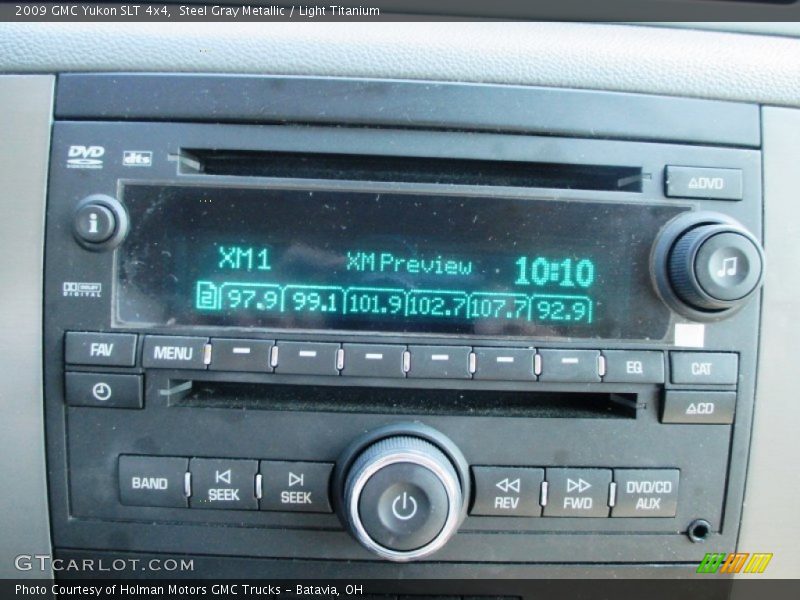 2009 GMC Yukon SLT 4x4, Steel Gray Metallic / Light Titanium
DVD dts
△DVD
i
XM1 XM Preview 10:10
DOLBY
DIGITAL
2 97.9 99.1 101.9 102.7 107.7 92.9
FAV MENU EQ CAT
△CD
BAND SEEK SEEK REV FWD DVD/CD
AUX
GTCARLOT.COM
Photo Courtesy of Holman Motors GMC Trucks - Batavia, OH